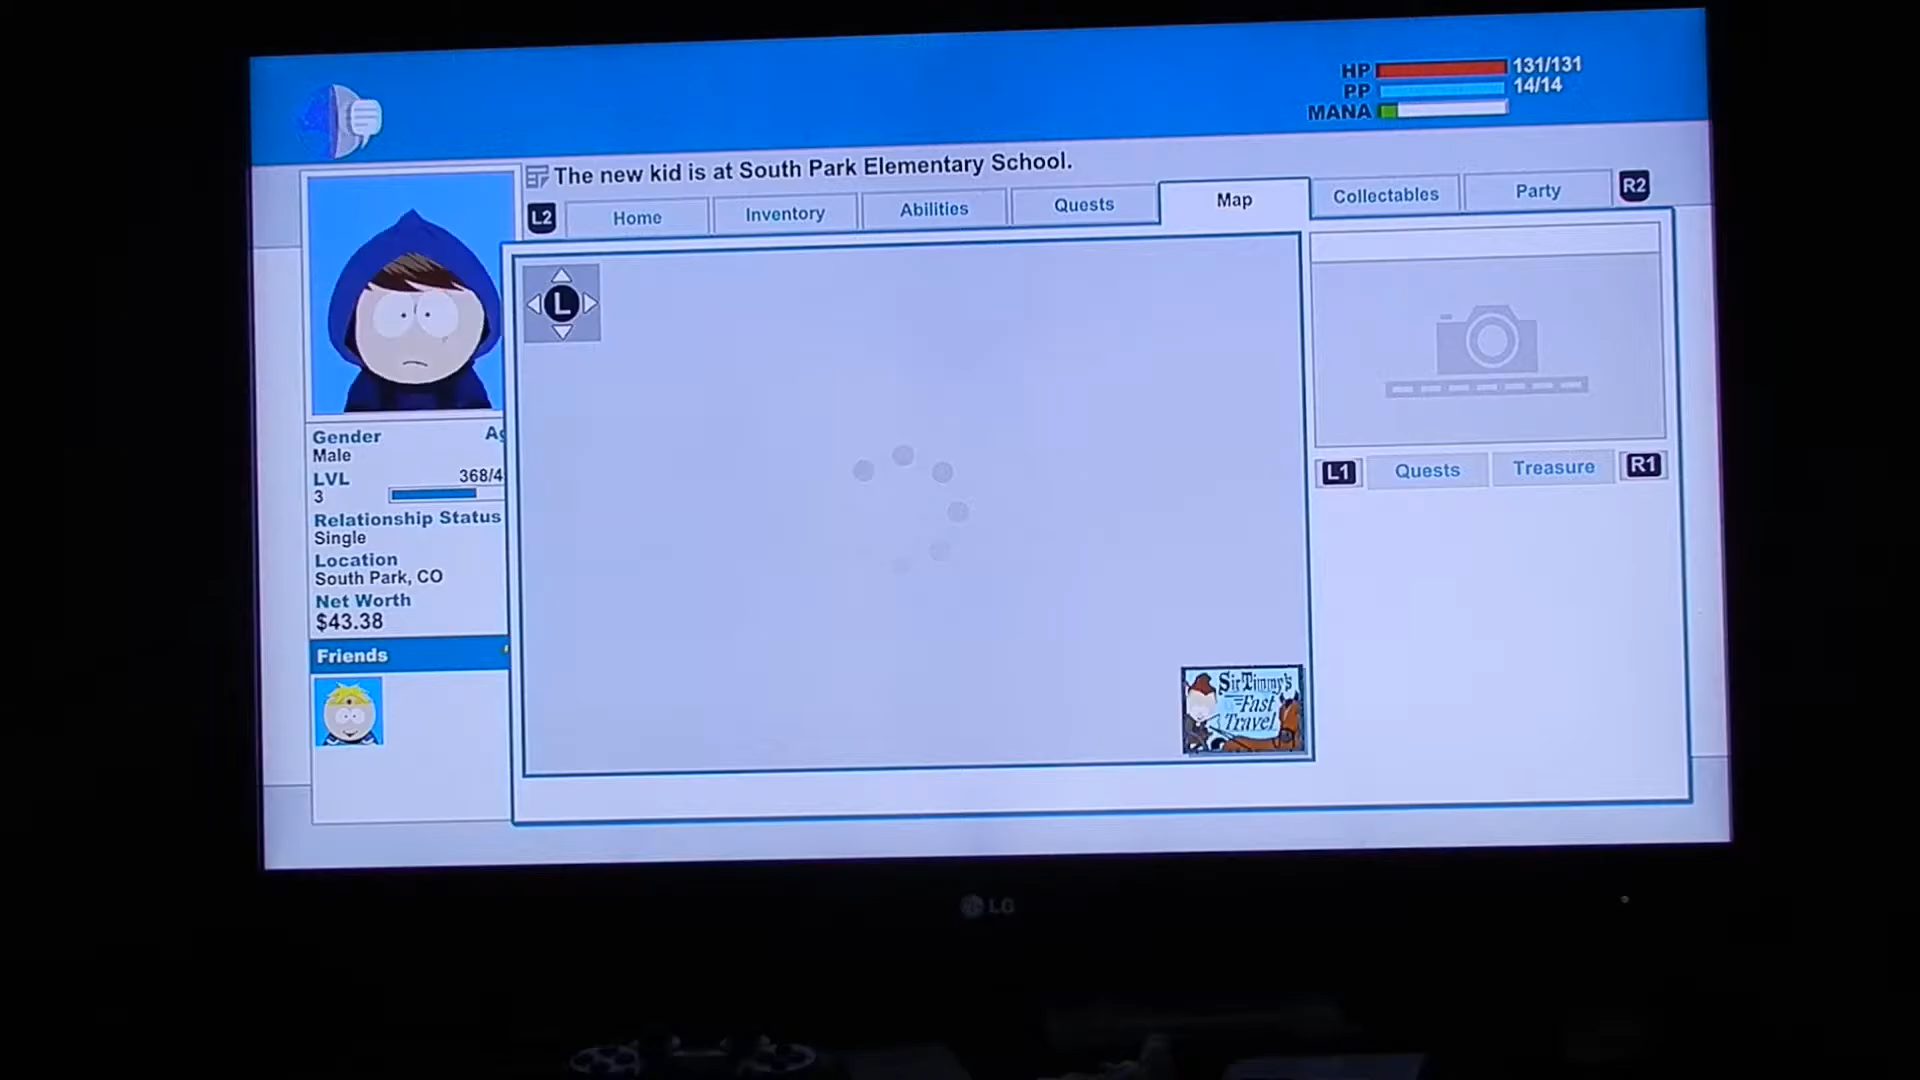 HP 131/131
PP 14/14
MANA
The new kid is at South Park Elementary School.
L2 Home Inventory Abilities Quests Map Collectables Party R2
L
Gender
Male
LVL 368/4
3
Relationship Status
Single
Location
South Park, CO
Net Worth
$43.38
Friends
L1 Quests Treasure R1
Sir Timmy's
Fast
Travel
LG